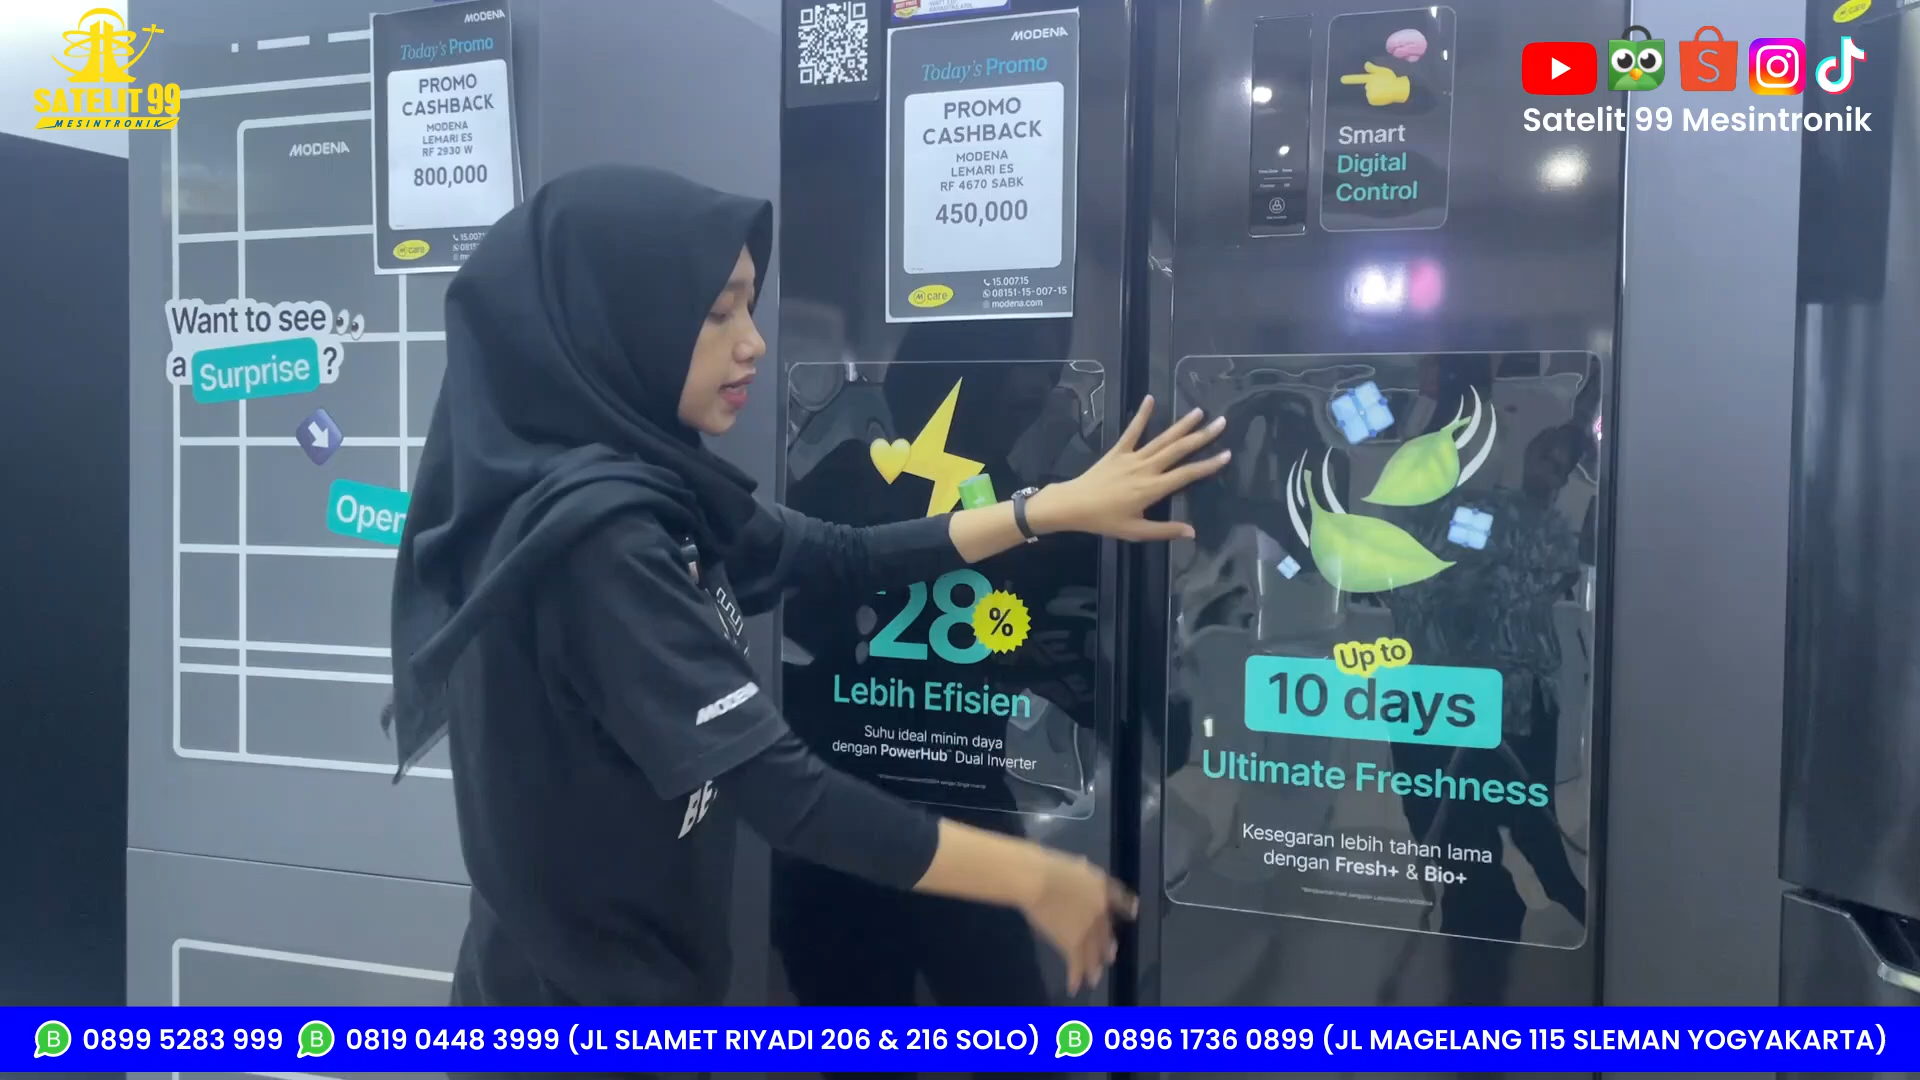 SATELIT 99
MESINTRONIK
Satelit 99 Mesintronik
MODENA
Today's Promo
PROMO
CASHBACK
MODENA
LEMARI ES
RF 2930 W
800,000
care
MODENA
Want to see
a Surprise ?
Open
MODENA
Today's Promo
PROMO
CASHBACK
MODENA
LEMARI ES
RF 4670 SABK
450,000
care
15.007.15
08151-15-007-15
modena.com
Smart
Digital
Control
28%
Lebih Efisien
Suhu ideal minim daya
dengan PowerHub™ Dual Inverter
Up to
10 days
Ultimate Freshness
Kesegaran lebih tahan lama
dengan Fresh+ & Bio+
MODENA
care
0899 5283 999 0819 0448 3999 (JL SLAMET RIYADI 206 & 216 SOLO) 0896 1736 0899 (JL MAGELANG 115 SLEMAN YOGYAKARTA)